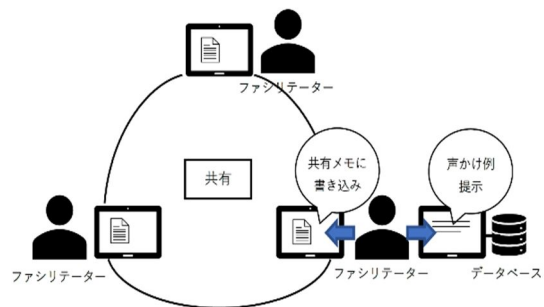 ファシリテーター
共有
共有メモに
書き込み
声かけ例
提示
ファシリテーター
ファシリテーター
データベース